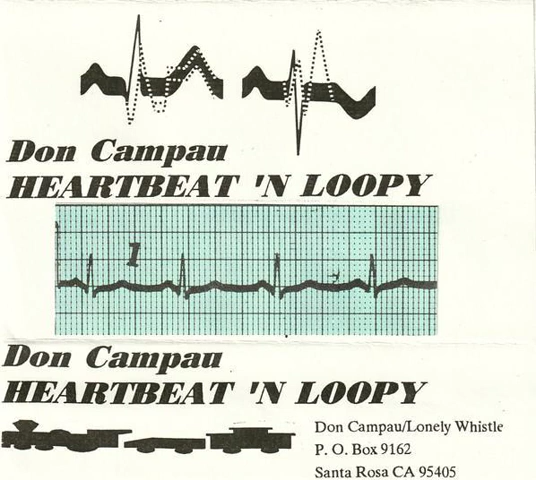 Don Campau
HEARTBEAT 'N LOOPY
1
Don Campau
HEARTBEAT 'N LOOPY
Don Campau/Lonely Whistle
P. O. Box 9162
Santa Rosa CA 95405